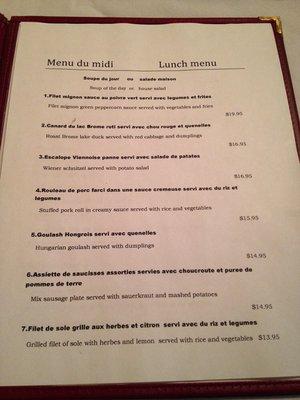 Menu du midi Lunch menu
Soupe du jour ou salade maison
Soup of the day or house salad
1.Filet mignon sauce au poivre vert servi avec legumes et frites
Filet mignon green peppercorn sauce served with vegetables and fries
$19.95
2.Canard du lac Brome roti servi avec chou rouge et quenelles
Roast Brome lake duck served with red cabbage and dumplings
$16.95
3.Escalope Viennoise panne servi avec salade de patates
Wiener schnitzel served with potato salad
$16.95
4.Rouleau de porc farci dans une sauce cremeuse servi avec du riz et
legumes
Stuffed pork roll in creamy sauce served with rice and vegetables
$15.95
5.Goulash Hongrois servi avec quenelles
Hungarian goulash served with dumplings
$14.95
6.Assiette de saucisses assorties servies avec choucroute et puree de
pommes de terre
Mix sausage plate served with sauerkraut and mashed potatoes
$14.95
7.Filet de sole grille aux herbes et citron servi avec du riz et legumes
Grilled filet of sole with herbes and lemon served with rice and vegetables $13.95